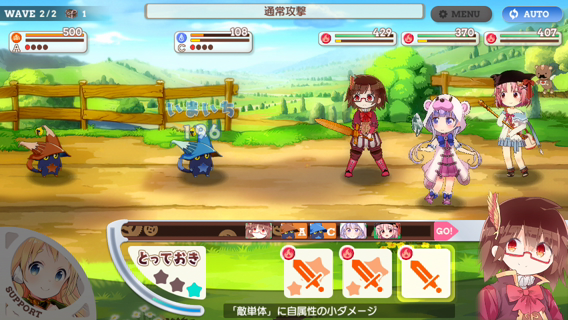 WAVE 2/2
1
通常攻撃
MENU
AUTO
500
A
108
C
429
370
407
いまいち
196
A
C
GO!
とっておき
SUPPORT
「敵単体」に自属性の小ダメージ